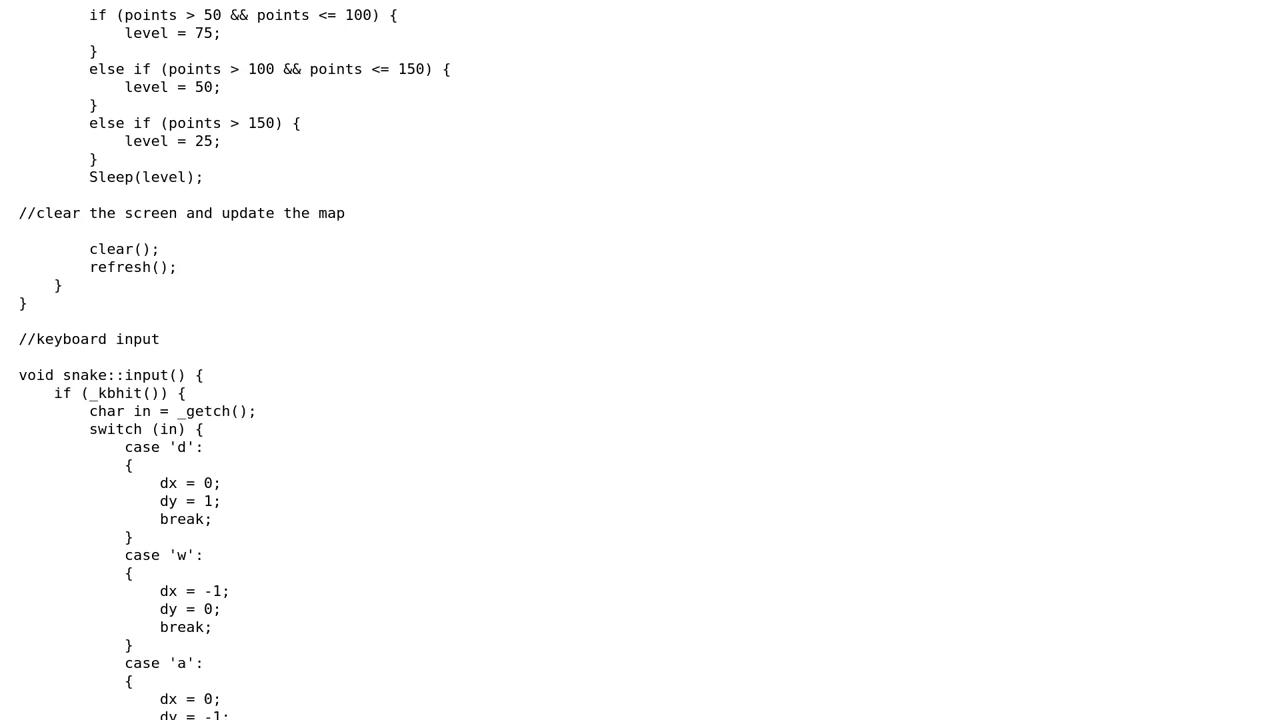 if (points > 50 && points <= 100) {
            level = 75;
        }
        else if (points > 100 && points <= 150) {
            level = 50;
        }
        else if (points > 150) {
            level = 25;
        }
        Sleep(level);

//clear the screen and update the map

        clear();
        refresh();
    }
}

//keyboard input

void snake::input() {
    if (_kbhit()) {
        char in = _getch();
        switch (in) {
            case 'd':
            {
                dx = 0;
                dy = 1;
                break;
            }
            case 'w':
            {
                dx = -1;
                dy = 0;
                break;
            }
            case 'a':
            {
                dx = 0;
                dy = -1;